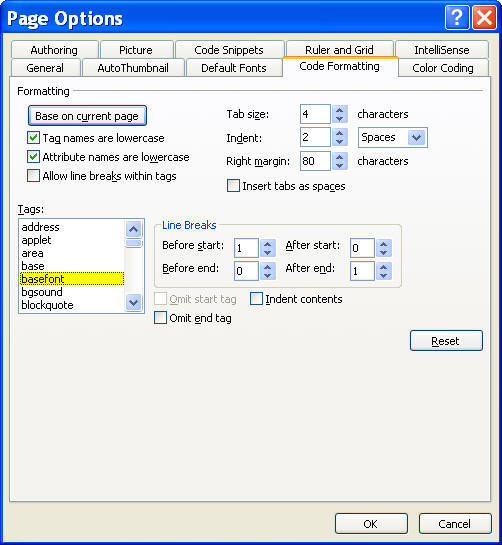 Page Options
Authoring Picture Code Snippets Ruler and Grid IntelliSense
General AutoThumbnail Default Fonts Code Formatting Color Coding
Formatting
Base on current page
Tag names are lowercase
Attribute names are lowercase
Allow line breaks within tags
Tab size: 4 characters
Indent: 2 Spaces
Right margin: 80 characters
Insert tabs as spaces
Tags:
address
applet
area
base
basefont
bgsound
blockquote
Line Breaks
Before start: 1 After start: 0
Before end: 0 After end: 1
Omit start tag Indent contents
Omit end tag
Reset
OK Cancel